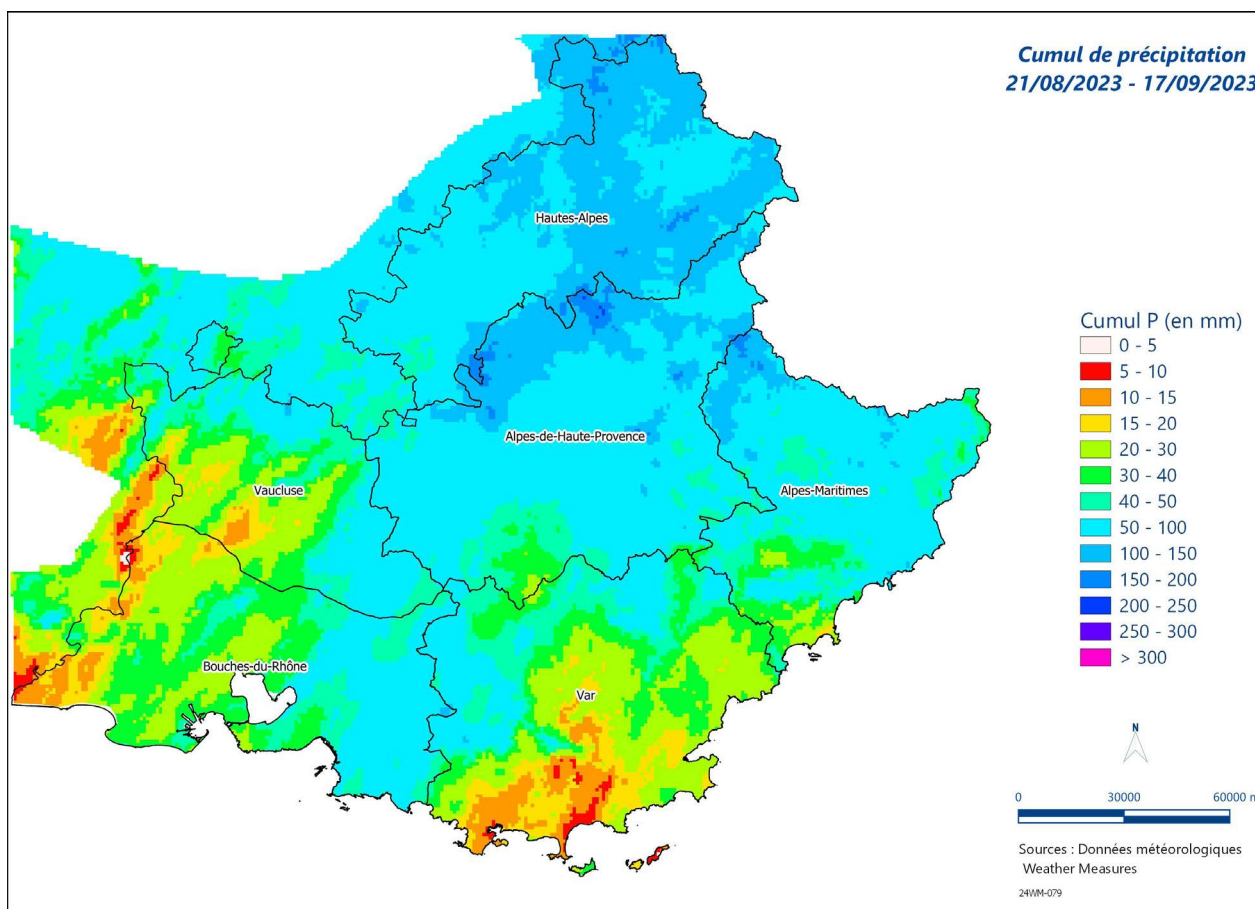 Cumul de précipitation
21/08/2023 - 17/09/2023
Hautes-Alpes
Alpes-de-Haute-Provence
Vaucluse
Alpes-Maritimes
Bouches-du-Rhône
Var
Cumul P (en mm)
0 - 5
5 - 10
10 - 15
15 - 20
20 - 30
30 - 40
40 - 50
50 - 100
100 - 150
150 - 200
200 - 250
250 - 300
> 300
N
0 30000 60000 m
Sources : Données météorologiques
Weather Measures
24WM-079